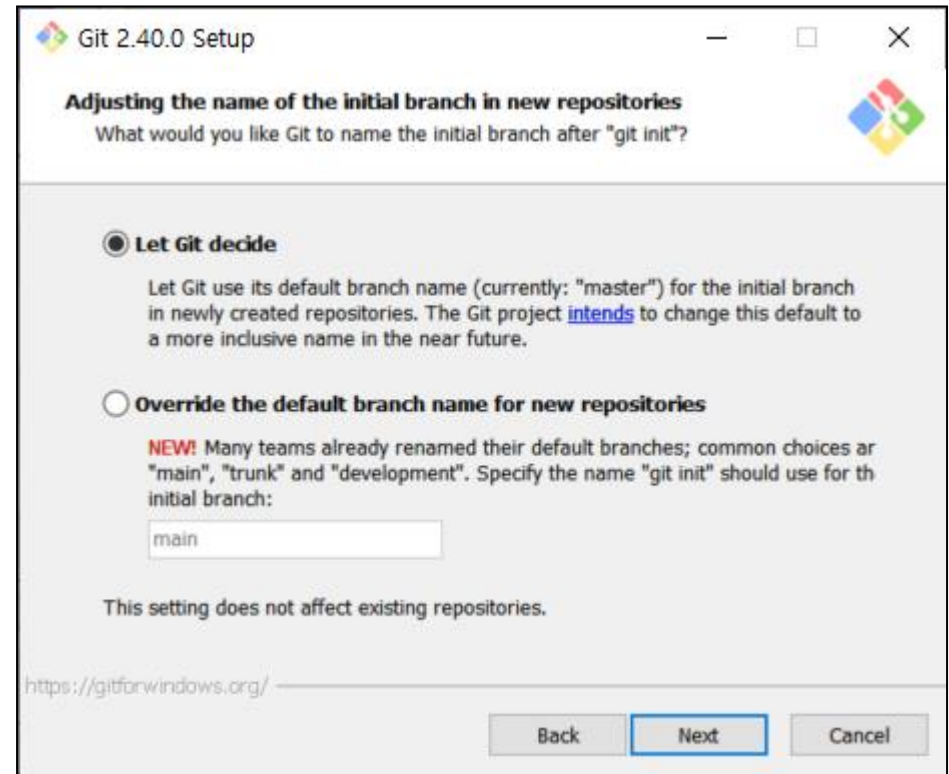 Git 2.40.0 Setup
Adjusting the name of the initial branch in new repositories
What would you like Git to name the initial branch after "git init"?
Let Git decide
Let Git use its default branch name (currently: "master") for the initial branch
in newly created repositories. The Git project intends to change this default to
a more inclusive name in the near future.
Override the default branch name for new repositories
NEW! Many teams already renamed their default branches; common choices ar
"main", "trunk" and "development". Specify the name "git init" should use for th
initial branch:
main
This setting does not affect existing repositories.
https://gitforwindows.org/
Back Next Cancel